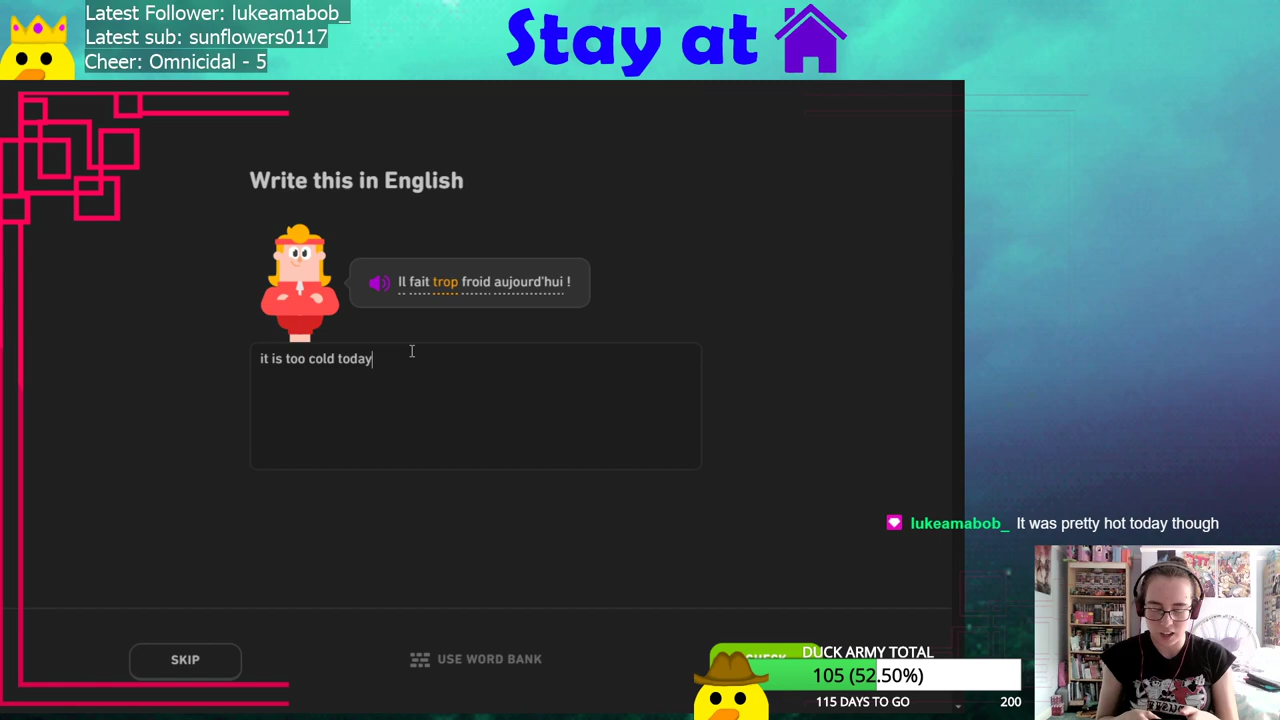 Latest Follower: lukeamabob_
Latest sub: sunflowers0117
Cheer: Omnicidal - 5
Stay at
Write this in English
Il fait trop froid aujourd'hui !
it is too cold today
lukeamabob_ It was pretty hot today though
SKIP
USE WORD BANK
CHECK
DUCK ARMY TOTAL
105 (52.50%)
115 DAYS TO GO
200